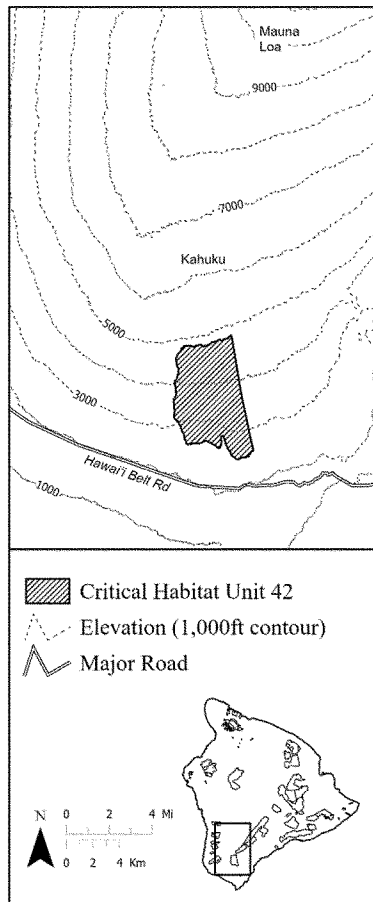 Mauna
Loa
9000
7000
Kahuku
5000
3000
Hawai'i Belt Rd
1000
Critical Habitat Unit 42
Elevation (1,000ft contour)
Major Road
N
0 2 4 Mi
0 2 4 Km